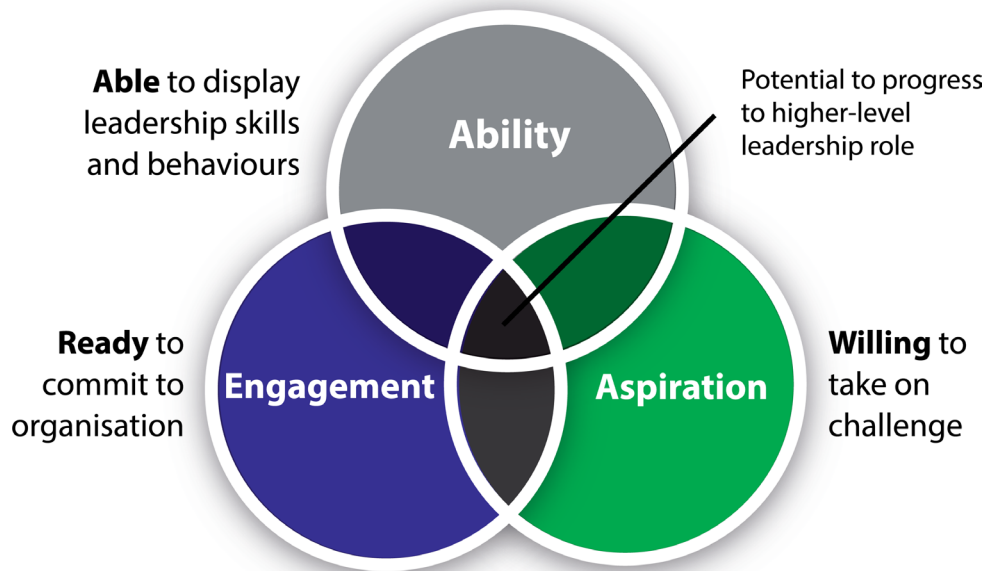 Able to display
leadership skills
and behaviours
Ability
Potential to progress
to higher-level
leadership role
Ready to
commit to
organisation
Engagement
Aspiration
Willing to
take on
challenge